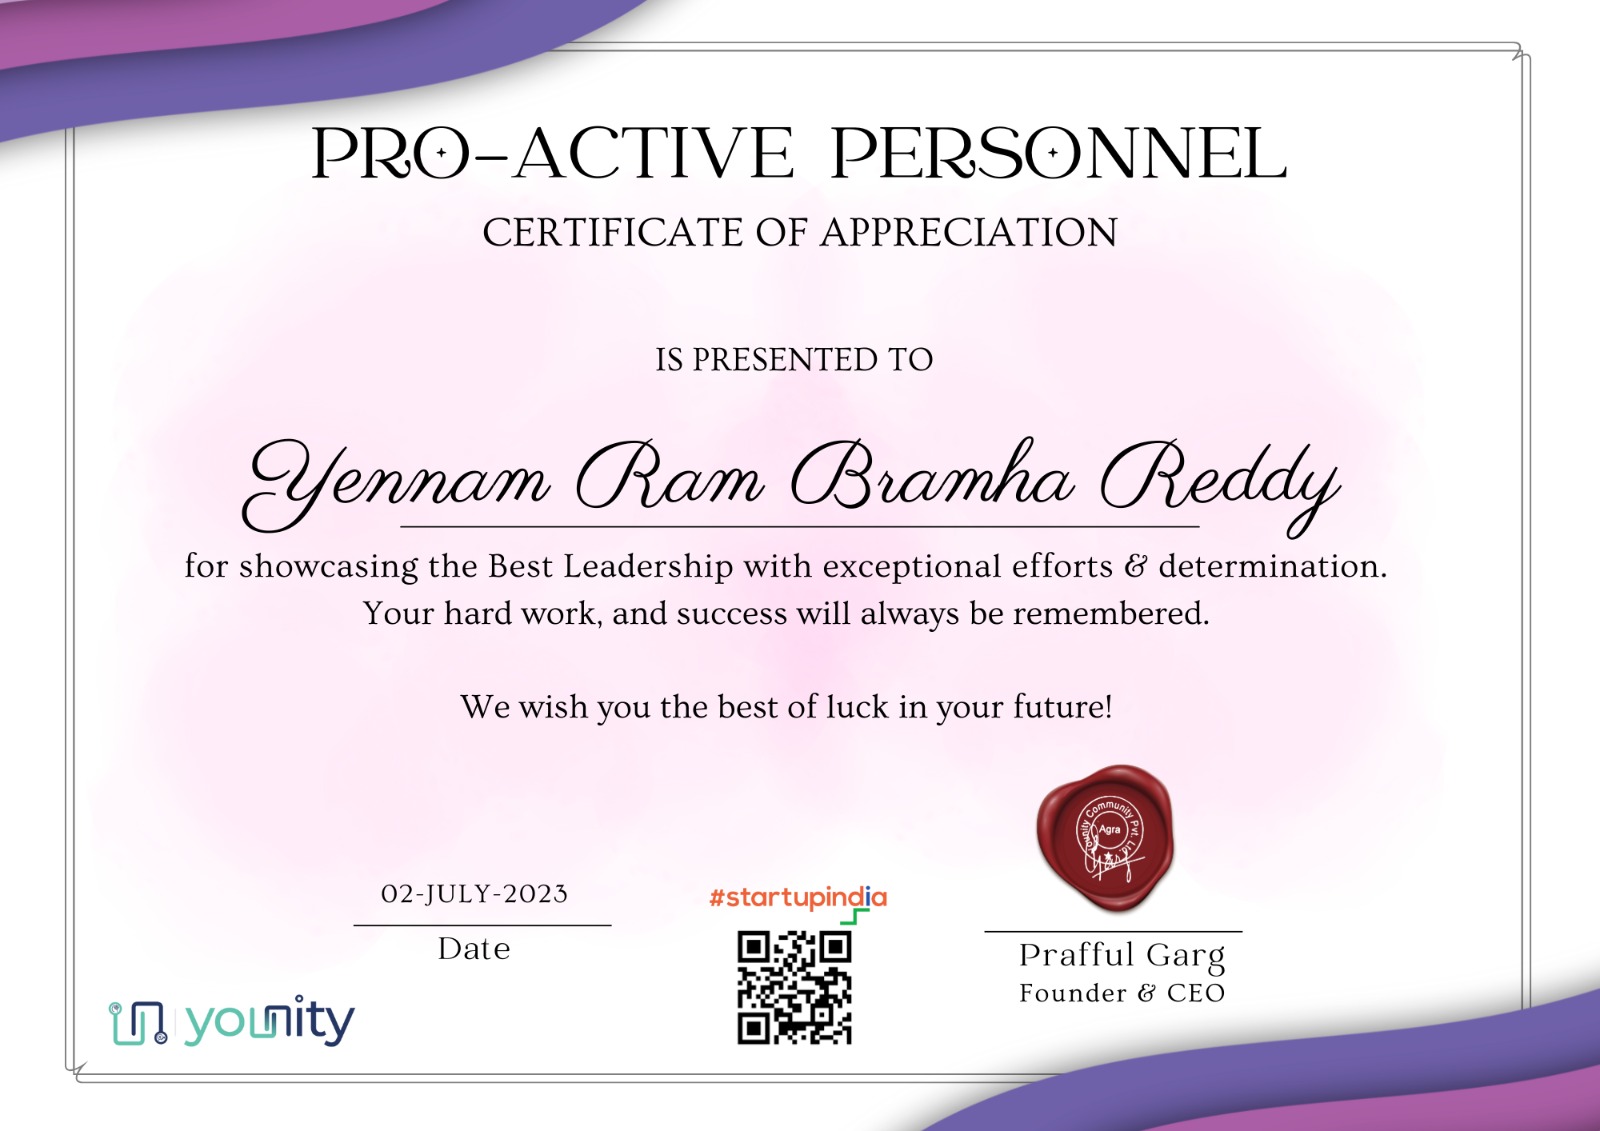 PRO-ACTIVE PERSONNEL
CERTIFICATE OF APPRECIATION
IS PRESENTED TO
Yennam Ram Bramha Reddy
for showcasing the Best Leadership with exceptional efforts & determination.
Your hard work, and success will always be remembered.
We wish you the best of luck in your future!
Younity Community Pvt. Ltd.
Agra
02-JULY-2023
Date
#startupindia
Prafful Garg
Founder & CEO
younity